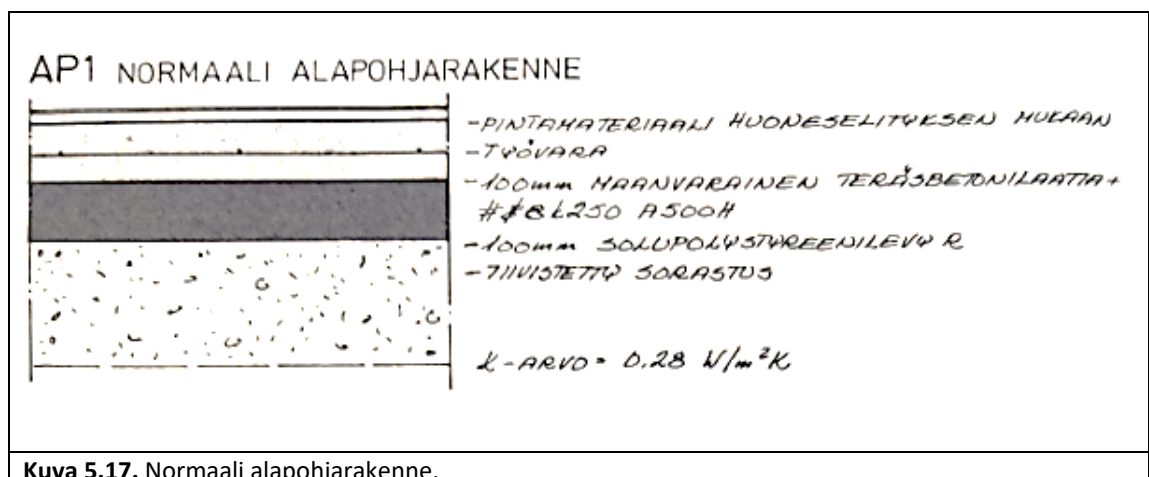 AP1 NORMAALI ALAPOHJARAKENNE
-PINTAMATERIAALI HUONESELITYKSEN MUKAAN
-TYÖVARA
-100mm MAANVARAINEN TERÄSBETONILAATTA+
#ø8 k250 A500H
-100mm SOLUPOLYSTYREENILEVY R
-TIIVISTETTY SORASTUS
K-ARVO= 0.28 W/m²K
Kuva 5.17. Normaali alapohjarakenne.